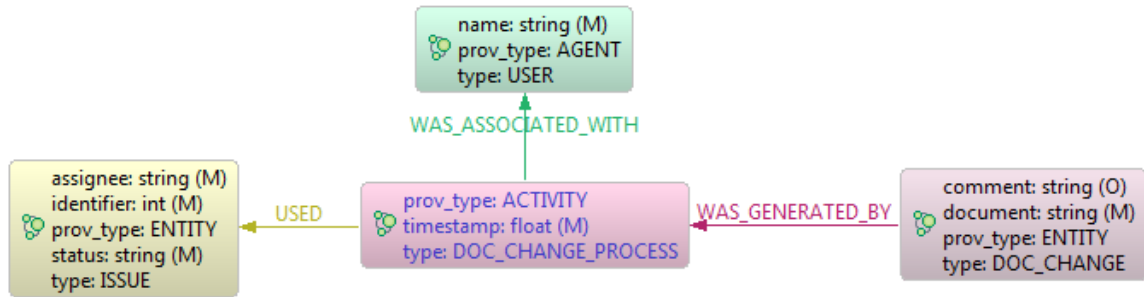 name: string (M)
prov_type: AGENT
type: USER
WAS_ASSOCIATED_WITH
assignee: string (M)
identifier: int (M)
prov_type: ENTITY
status: string (M)
type: ISSUE
USED
prov_type: ACTIVITY
timestamp: float (M)
type: DOC_CHANGE_PROCESS
WAS_GENERATED_BY
comment: string (O)
document: string (M)
prov_type: ENTITY
type: DOC_CHANGE